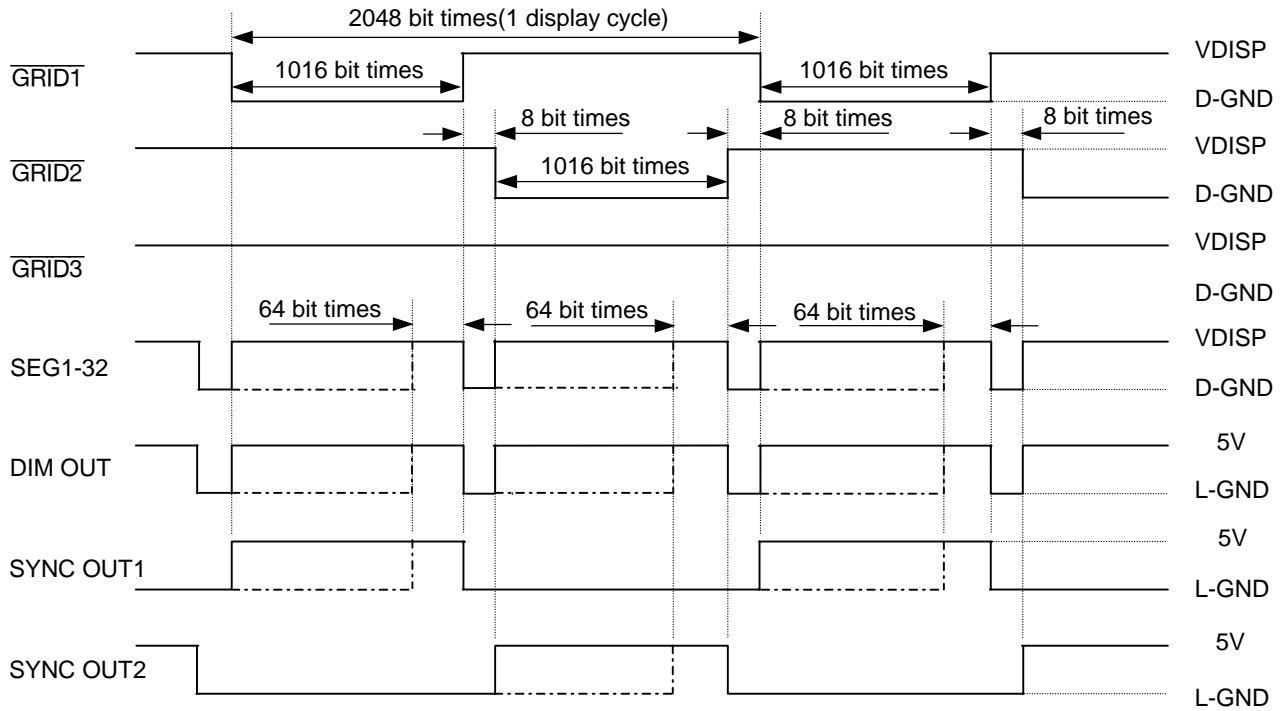 2048 bit times(1 display cycle)
GRID1
1016 bit times
1016 bit times
VDISP
D-GND
8 bit times
8 bit times
8 bit times
GRID2
1016 bit times
VDISP
D-GND
GRID3
VDISP
D-GND
64 bit times
64 bit times
64 bit times
SEG1-32
VDISP
D-GND
DIM OUT
5V
L-GND
SYNC OUT1
5V
L-GND
SYNC OUT2
5V
L-GND